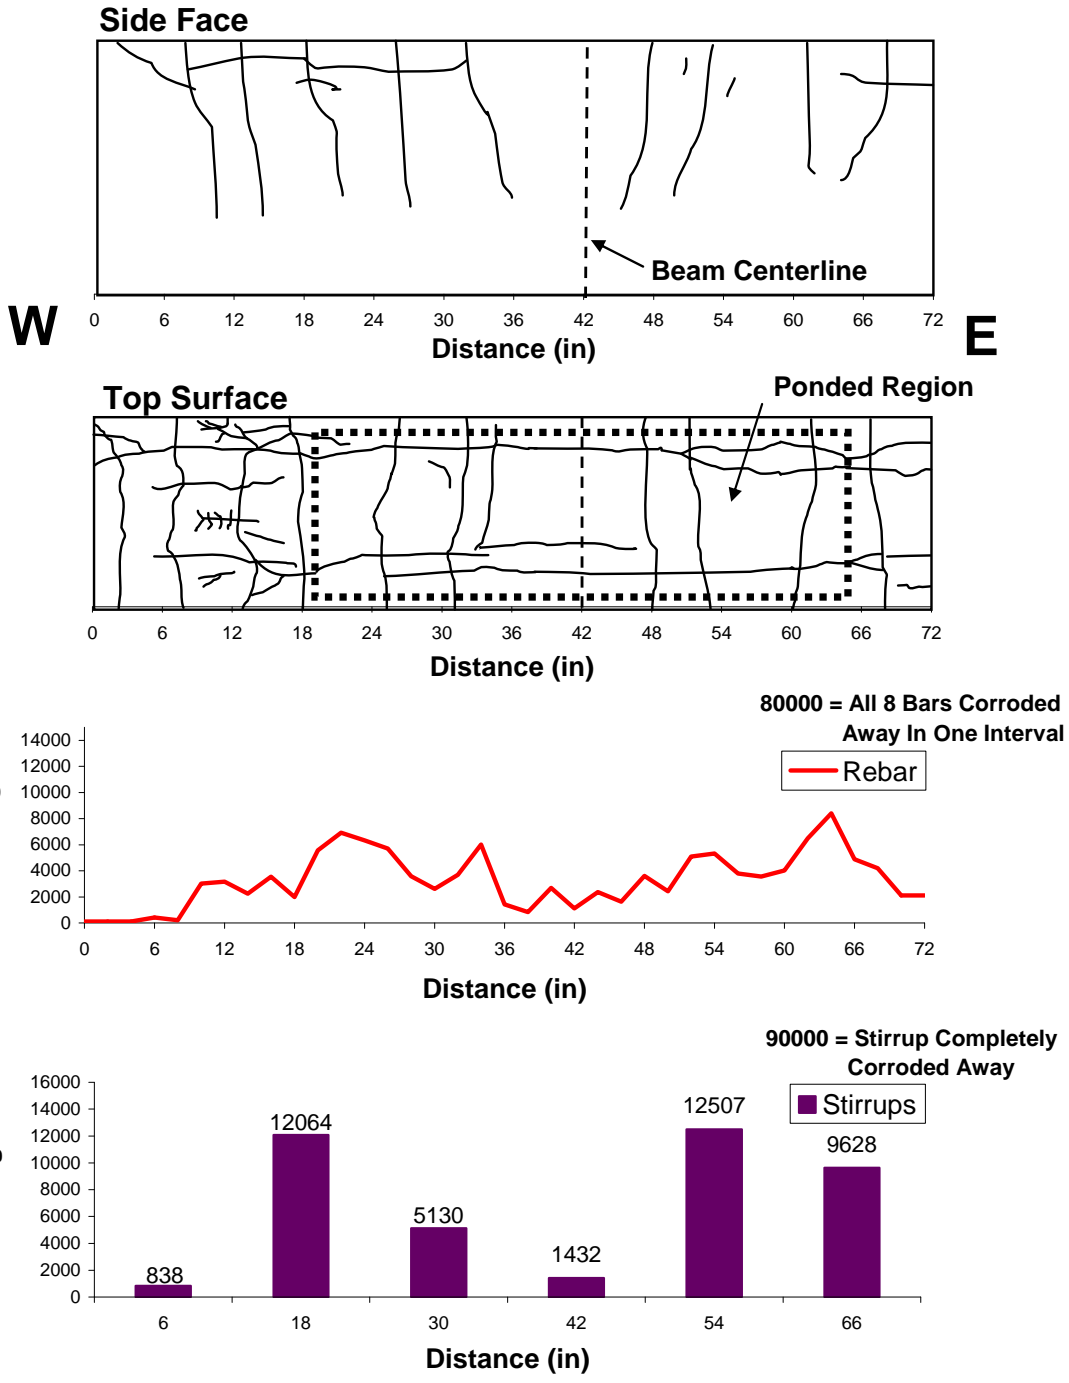 Side Face
Beam Centerline
W
0 6 12 18 24 30 36 42 48 54 60 66 72
E
Distance (in)
Ponded Region
Top Surface
0 6 12 18 24 30 36 42 48 54 60 66 72
Distance (in)
80000 = All 8 Bars Corroded
Away In One Interval
Rebar
14000
12000
10000
8000
6000
4000
2000
0
0 6 12 18 24 30 36 42 48 54 60 66 72
Distance (in)
90000 = Stirrup Completely
Corroded Away
Stirrups
16000
14000
12000
10000
8000
6000
4000
2000
0
838 12064 5130 1432 12507 9628
6 18 30 42 54 66
Distance (in)